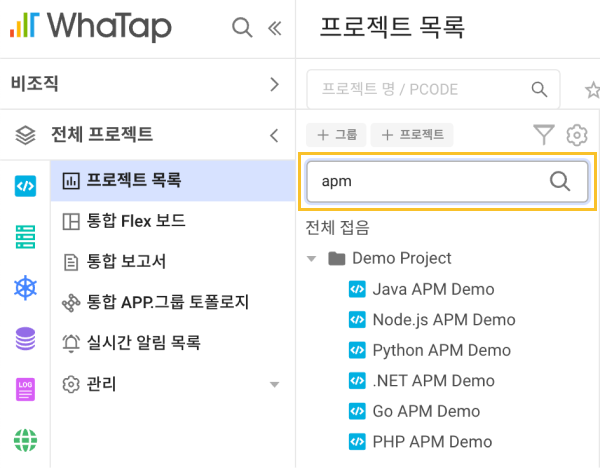 WhaTap
비조직
전체 프로젝트
프로젝트 목록
통합 Flex 보드
통합 보고서
통합 APP.그룹 토폴로지
실시간 알림 목록
관리
LOG
프로젝트 목록
프로젝트 명 / PCODE
+ 그룹 + 프로젝트
apm
전체 접음
Demo Project
Java APM Demo
Node.js APM Demo
Python APM Demo
.NET APM Demo
Go APM Demo
PHP APM Demo